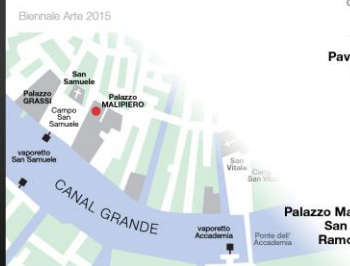 Biennale Arte 2015
Pav
San
Samuele
Palazzo
GRASSI
Palazzo
MALIPIERO
Campo
San
Samuele
vaporetto
San Samuele
San
Vitale
CANAL GRANDE
vaporetto
Accademia
Ponte dell'
Accademia
Palazzo Ma
San
Ramo